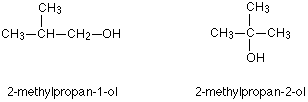 CH₃
CH₃—CH—CH₂—OH
2-methylpropan-1-ol
CH₃
CH₃—C—CH₃
OH
2-methylpropan-2-ol